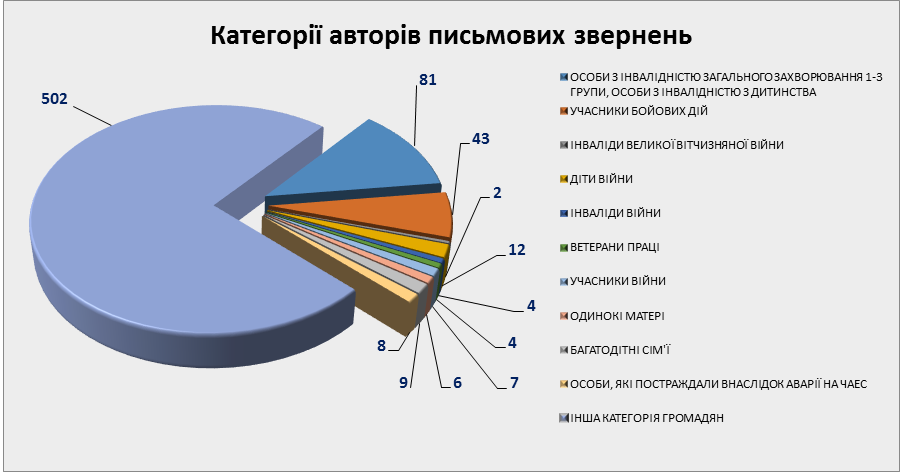 Категорії авторів письмових звернень
502
81
43
2
12
4
4
7
6
9
8
ОСОБИ З ІНВАЛІДНІСТЮ ЗАГАЛЬНОГО ЗАХВОРЮВАННЯ 1-3
ГРУПИ, ОСОБИ З ІНВАЛІДНІСТЮ З ДИТИНСТВА
УЧАСНИКИ БОЙОВИХ ДІЙ
ІНВАЛІДИ ВЕЛИКОЇ ВІТЧИЗНЯНОЇ ВІЙНИ
ДІТИ ВІЙНИ
ІНВАЛІДИ ВІЙНИ
ВЕТЕРАНИ ПРАЦІ
УЧАСНИКИ ВІЙНИ
ОДИНОКІ МАТЕРІ
БАГАТОДІТНІ СІМ'Ї
ОСОБИ, ЯКІ ПОСТРАЖДАЛИ ВНАСЛІДОК АВАРІЇ НА ЧАЕС
ІНША КАТЕГОРІЯ ГРОМАДЯН